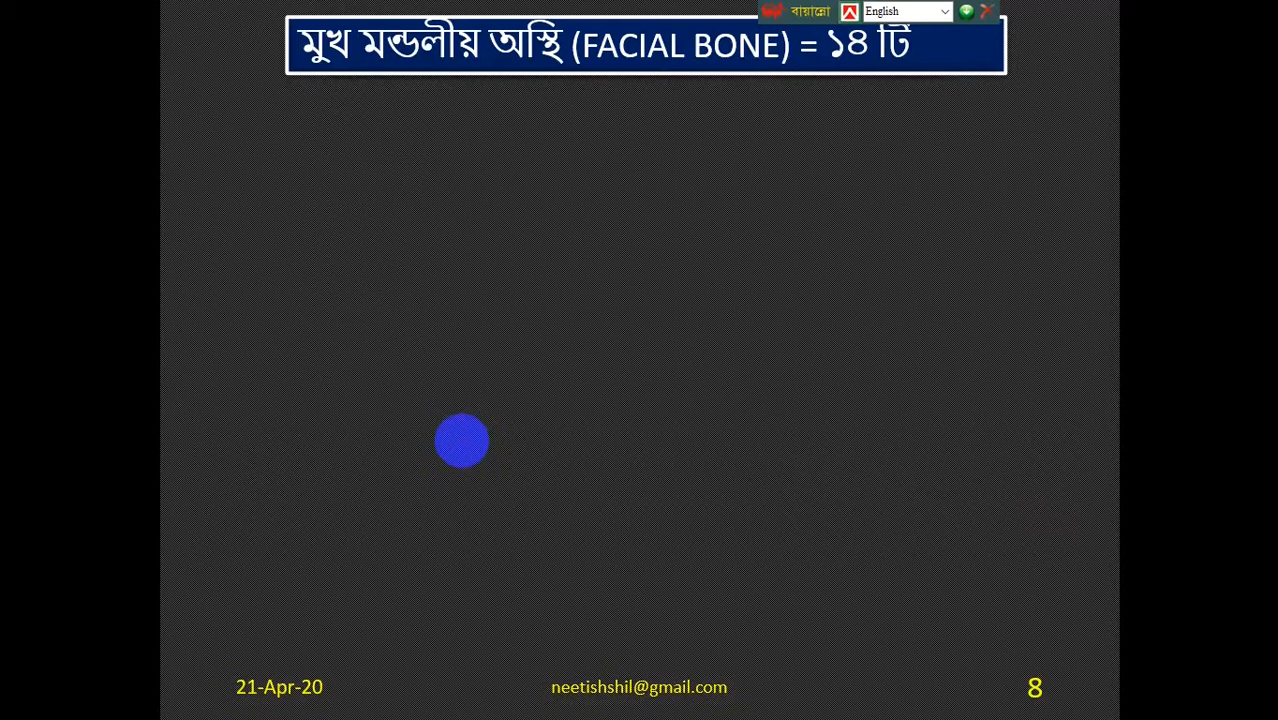 বায়ান্নো English
মুখ মন্ডলীয় অস্থি (FACIAL BONE) = ১৪ টি
21-Apr-20 neetishshil@gmail.com 8